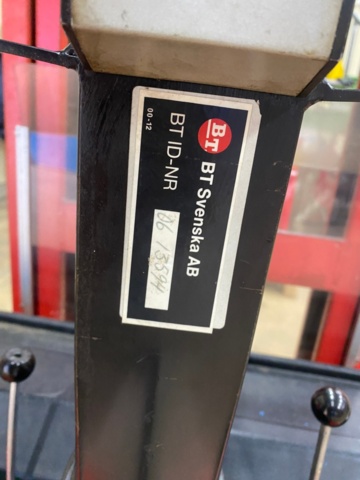 BT BT Svenska AB
BT ID-NR 06 13594
00-12